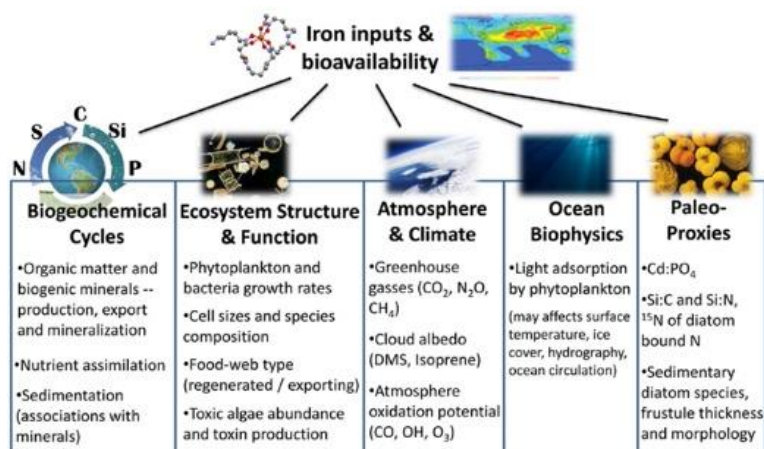 Iron inputs &
bioavailability
S
C
Si
N
P
Biogeochemical
Cycles
•Organic matter and
biogenic minerals --
production, export
and mineralization
•Nutrient assimilation
•Sedimentation
(associations with
minerals)
Ecosystem Structure
& Function
•Phytoplankton and
bacteria growth rates
•Cell sizes and species
composition
•Food-web type
(regenerated / exporting)
•Toxic algae abundance
and toxin production
Atmosphere
& Climate
•Greenhouse
gasses (CO₂, N₂O,
CH₄)
•Cloud albedo
(DMS, Isoprene)
•Atmosphere
oxidation potential
(CO, OH, O₃)
Ocean
Biophysics
•Light adsorption
by phytoplankton
(may affects surface
temperature, ice
cover, hydrography,
ocean circulation)
Paleo-
Proxies
•Cd:PO₄
•Si:C and Si:N,
¹⁵N of diatom
bound N
•Sedimentary
diatom species,
frustule thickness
and morphology